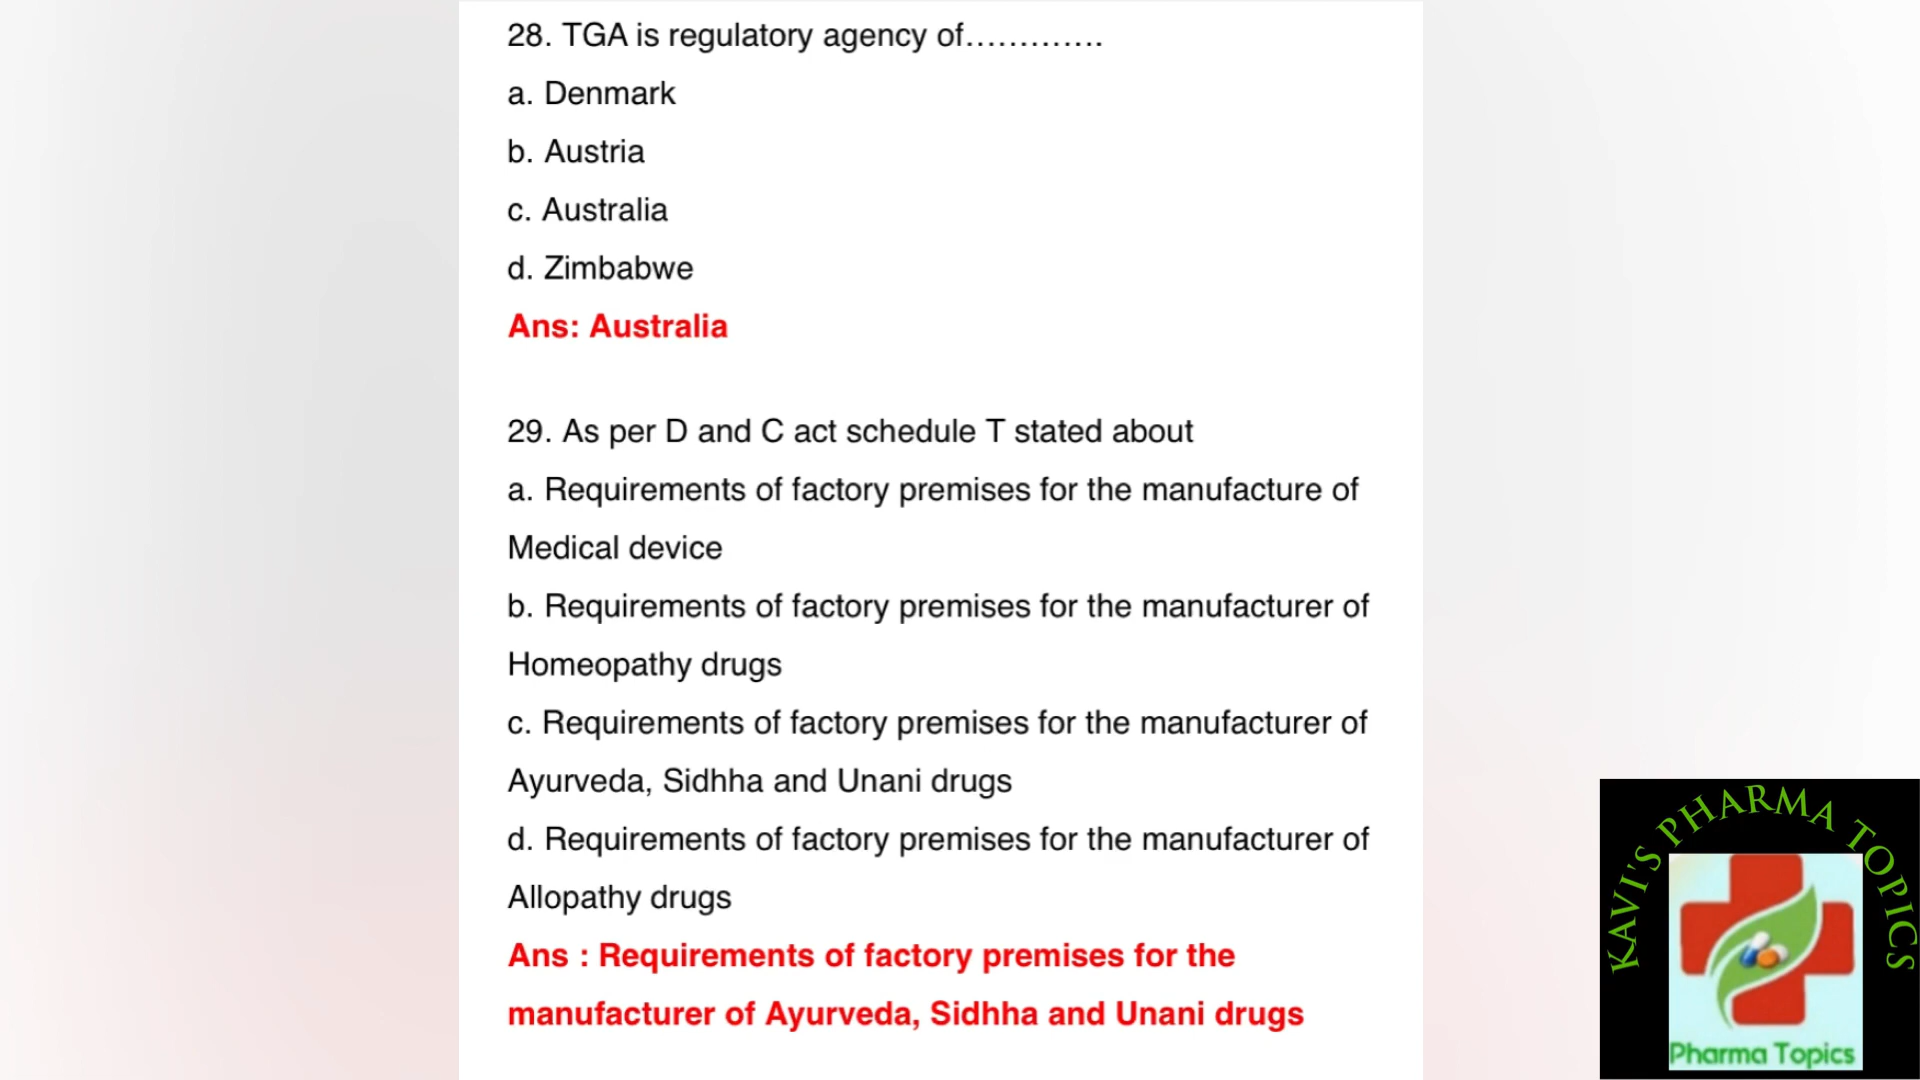 28. TGA is regulatory agency of.............
a. Denmark
b. Austria
c. Australia
d. Zimbabwe
Ans: Australia
29. As per D and C act schedule T stated about
a. Requirements of factory premises for the manufacture of
Medical device
b. Requirements of factory premises for the manufacturer of
Homeopathy drugs
c. Requirements of factory premises for the manufacturer of
Ayurveda, Sidhha and Unani drugs
d. Requirements of factory premises for the manufacturer of
Allopathy drugs
Ans : Requirements of factory premises for the
manufacturer of Ayurveda, Sidhha and Unani drugs
KAVI'S PHARMA TOPICS
Pharma Topics